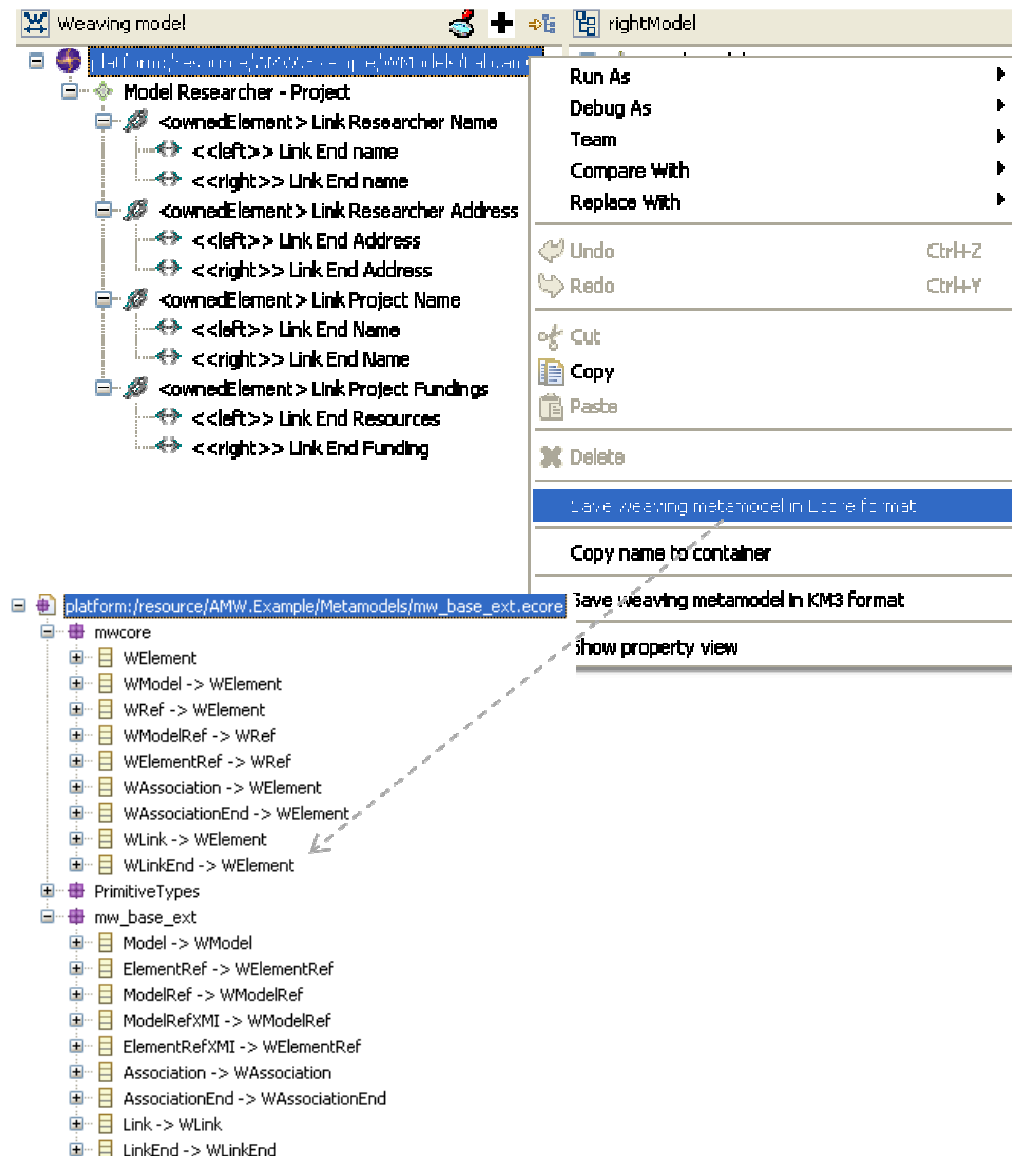 Weaving model
rightModel
Model Researcher - Project
<ownedElement> Link Researcher Name
<<left>> Link End name
<<right>> Link End name
<ownedElement> Link Researcher Address
<<left>> Link End Address
<<right>> Link End Address
<ownedElement> Link Project Name
<<left>> Link End Name
<<right>> Link End Name
<ownedElement> Link Project Fundings
<<left>> Link End Resources
<<right>> Link End Funding
Run As
Debug As
Team
Compare With
Replace With
Undo Ctrl+Z
Redo Ctrl+Y
Cut
Copy
Paste
Delete
Save weaving metamodel in Ecore format
Copy name to container
Save weaving metamodel in KM3 format
Show property view
platform:/resource/AMW.Example/Metamodels/mw_base_ext.ecore
mwcore
WElement
WModel -> WElement
WRef -> WElement
WModelRef -> WRef
WElementRef -> WRef
WAssociation -> WElement
WAssociationEnd -> WElement
WLink -> WElement
WLinkEnd -> WElement
PrimitiveTypes
mw_base_ext
Model -> WModel
ElementRef -> WElementRef
ModelRef -> WModelRef
ModelRefXMI -> WModelRef
ElementRefXMI -> WElementRef
Association -> WAssociation
AssociationEnd -> WAssociationEnd
Link -> WLink
LinkEnd -> WLinkEnd